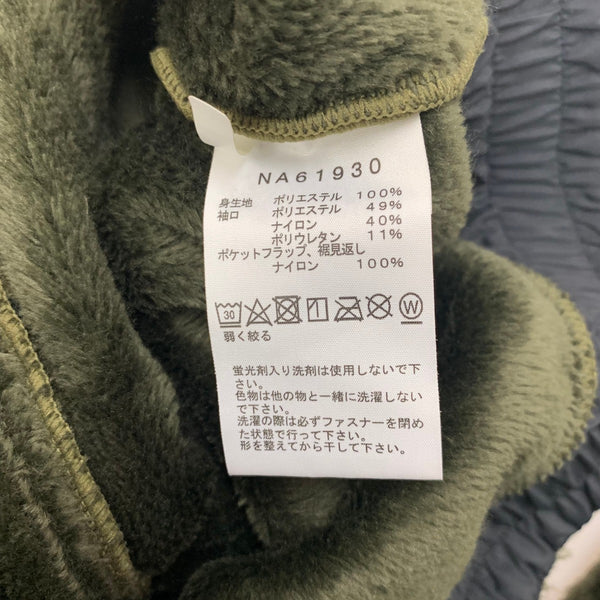 NA61930
身生地 ポリエステル 100%
袖口 ポリエステル 49%
ナイロン 40%
ポリウレタン 11%
ポケットフラップ、裾見返し
ナイロン 100%
30 W
弱く絞る
蛍光剤入り洗剤は使用しないで下
さい。
色物は他の物と一緒に洗濯しない
で下さい。
洗濯の際は必ずファスナーを閉め
た状態で行って下さい。
形を整えてから干して下さい。